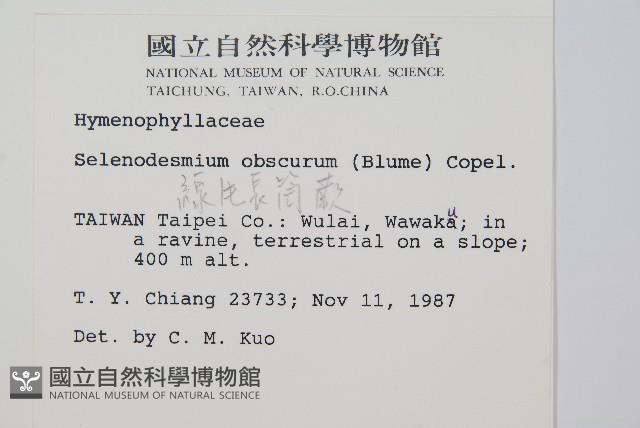 國立自然科學博物館
NATIONAL MUSEUM OF NATURAL SCIENCE
TAICHUNG, TAIWAN, R.O.CHINA
Hymenophyllaceae
Selenodesmium obscurum (Blume) Copel.
線片長筒蕨
TAIWAN Taipei Co.: Wulai, Wawaku; in
a ravine, terrestrial on a slope;
400 m alt.
T. Y. Chiang 23733; Nov 11, 1987
Det. by C. M. Kuo
國立自然科學博物館
NATIONAL MUSEUM OF NATURAL SCIENCE